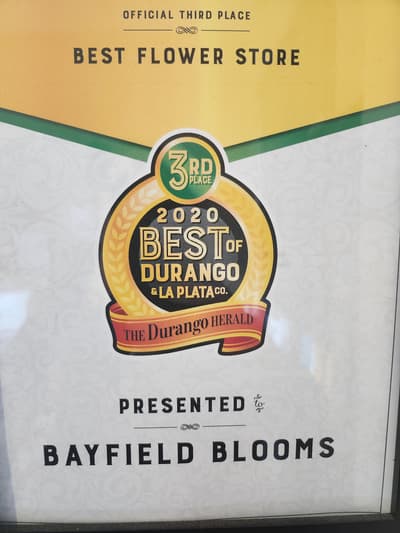 OFFICIAL THIRD PLACE
BEST FLOWER STORE
3RD
PLACE
2020
BEST OF
DURANGO
& LA PLATA CO.
THE Durango HERALD
PRESENTED to
BAYFIELD BLOOMS